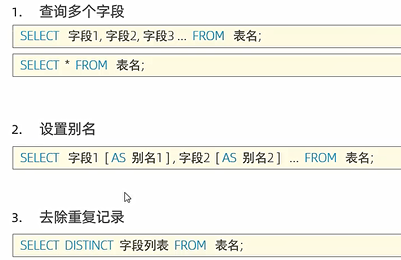 1. 查询多个字段
SELECT 字段1, 字段2, 字段3 ... FROM 表名;
SELECT * FROM 表名;
2. 设置别名
SELECT 字段1 [ AS 别名1 ] , 字段2 [ AS 别名2 ] ... FROM 表名;
3. 去除重复记录
SELECT DISTINCT 字段列表 FROM 表名;